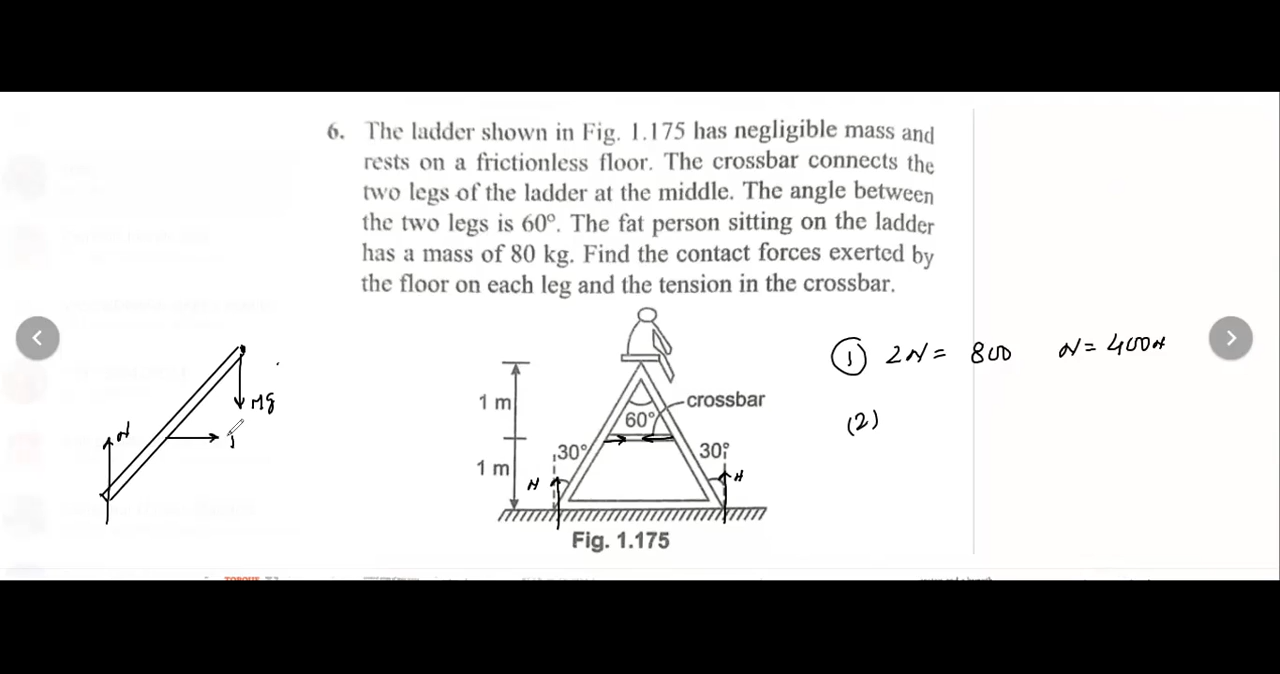 6. The ladder shown in Fig. 1.175 has negligible mass and
rests on a frictionless floor. The crossbar connects the
two legs of the ladder at the middle. The angle between
the two legs is 60°. The fat person sitting on the ladder
has a mass of 80 kg. Find the contact forces exerted by
the floor on each leg and the tension in the crossbar.
① 2N = 800 N = 400N
(2)
N
Mg
1 m
1 m
crossbar
60°
30°
30°
N
N
Fig. 1.175